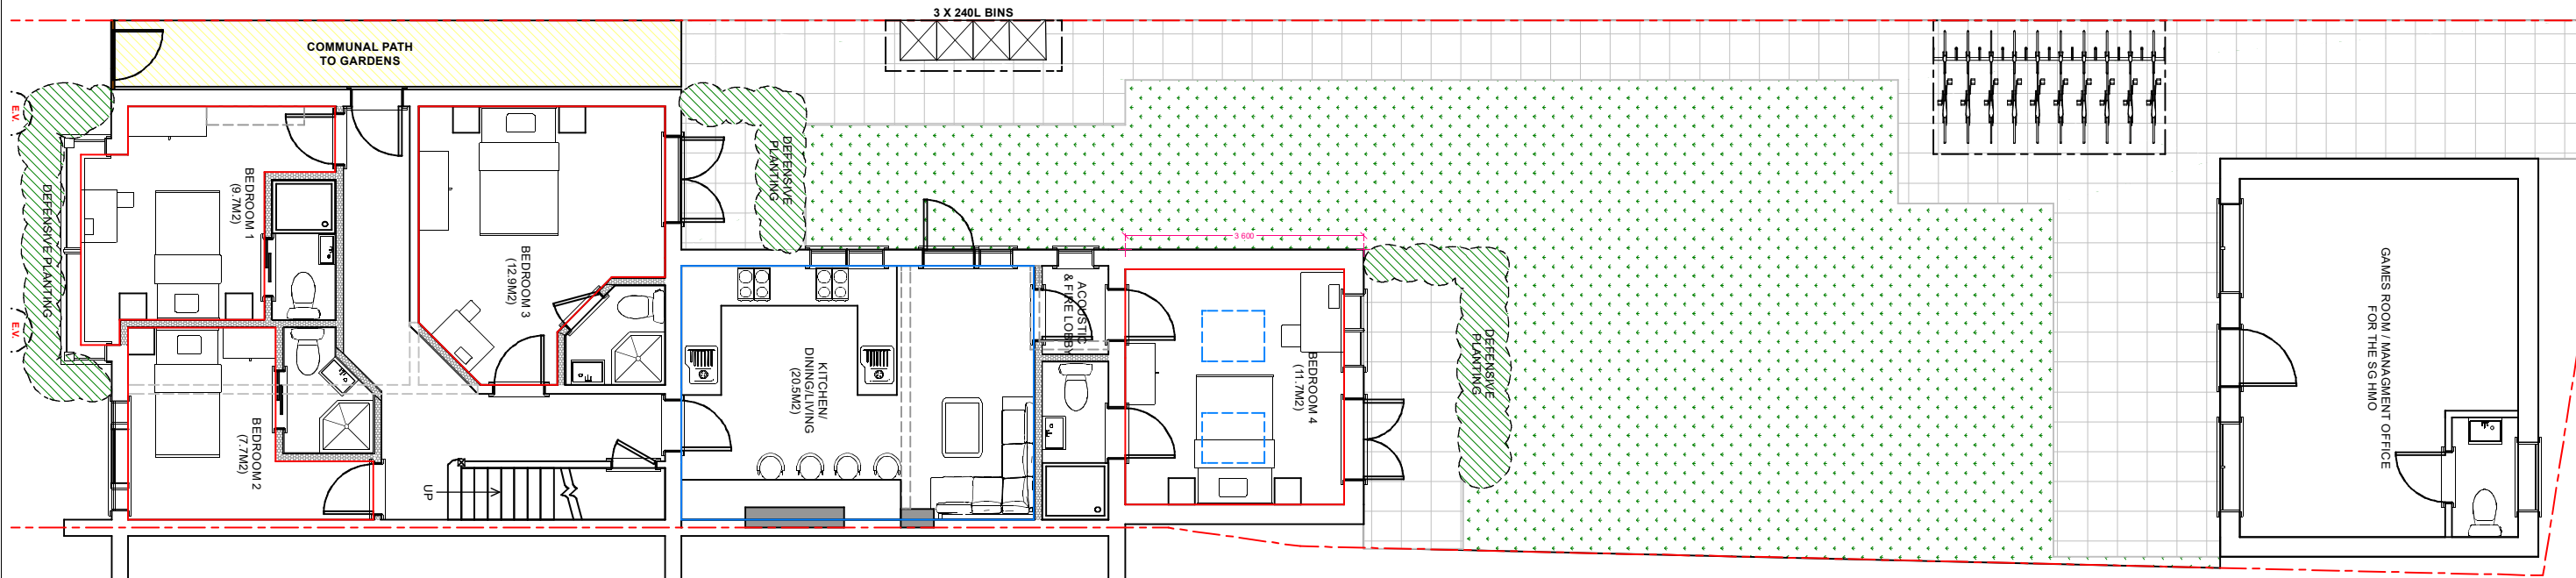 3 X 240L BINS
COMMUNAL PATH
TO GARDENS
E.V.
E.V.
DEFENSIVE PLANTING
BEDROOM 1
(9.7M2)
BEDROOM 2
(7.7M2)
BEDROOM 3
(12.9M2)
UP
DEFENSIVE
PLANTING
KITCHEN/
DINING/LIVING
(20.5M2)
ACOUSTIC
& FIRE LOBBY
3 600
BEDROOM 4
(11.7M2)
DEFENSIVE
PLANTING
GAMES ROOM / MANAGMENT OFFICE
FOR THE SG HMO